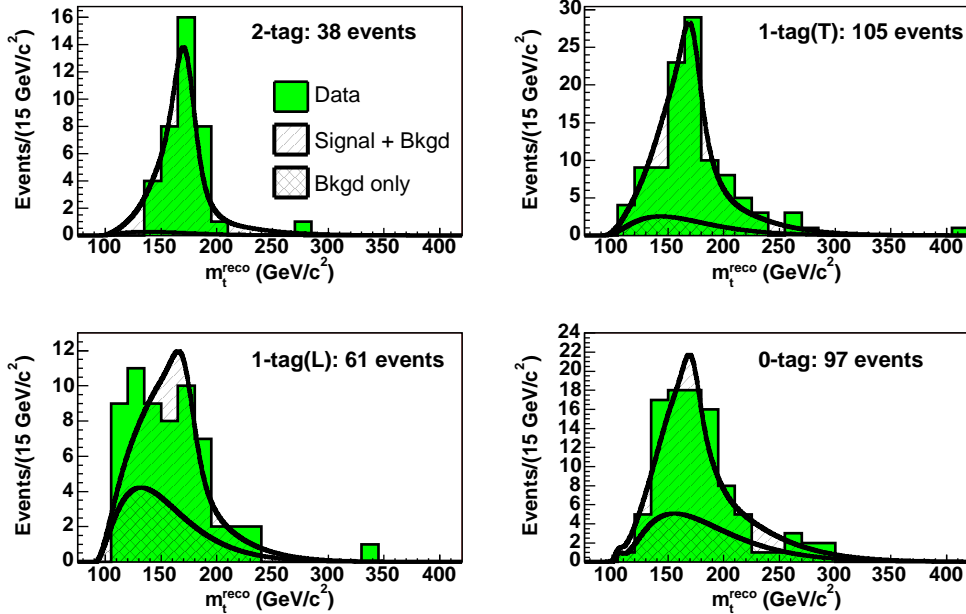 2-tag: 38 events
Data
Signal + Bkgd
Bkgd only
Events/(15 GeV/c²)
16
14
12
10
8
6
4
2
0
100 150 200 250 300 350 400
m_t^reco (GeV/c²)
1-tag(T): 105 events
Events/(15 GeV/c²)
30
25
20
15
10
5
0
100 150 200 250 300 350 400
m_t^reco (GeV/c²)
1-tag(L): 61 events
Events/(15 GeV/c²)
12
10
8
6
4
2
0
100 150 200 250 300 350 400
m_t^reco (GeV/c²)
0-tag: 97 events
Events/(15 GeV/c²)
24
22
20
18
16
14
12
10
8
6
4
2
0
100 150 200 250 300 350 400
m_t^reco (GeV/c²)